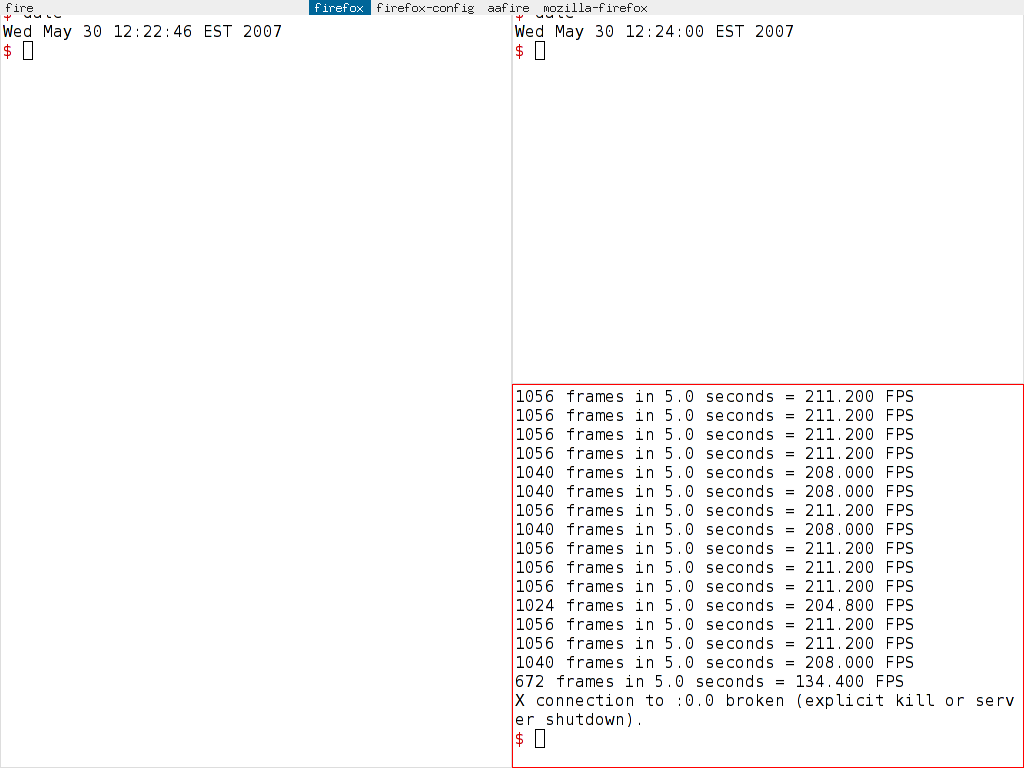 fire firefox firefox-config aafire mozilla-firefox
$ date
Wed May 30 12:22:46 EST 2007
$
$ date
Wed May 30 12:24:00 EST 2007
$
1056 frames in 5.0 seconds = 211.200 FPS
1056 frames in 5.0 seconds = 211.200 FPS
1056 frames in 5.0 seconds = 211.200 FPS
1056 frames in 5.0 seconds = 211.200 FPS
1040 frames in 5.0 seconds = 208.000 FPS
1040 frames in 5.0 seconds = 208.000 FPS
1056 frames in 5.0 seconds = 211.200 FPS
1040 frames in 5.0 seconds = 208.000 FPS
1056 frames in 5.0 seconds = 211.200 FPS
1056 frames in 5.0 seconds = 211.200 FPS
1056 frames in 5.0 seconds = 211.200 FPS
1024 frames in 5.0 seconds = 204.800 FPS
1056 frames in 5.0 seconds = 211.200 FPS
1056 frames in 5.0 seconds = 211.200 FPS
1040 frames in 5.0 seconds = 208.000 FPS
672 frames in 5.0 seconds = 134.400 FPS
X connection to :0.0 broken (explicit kill or serv
er shutdown).
$